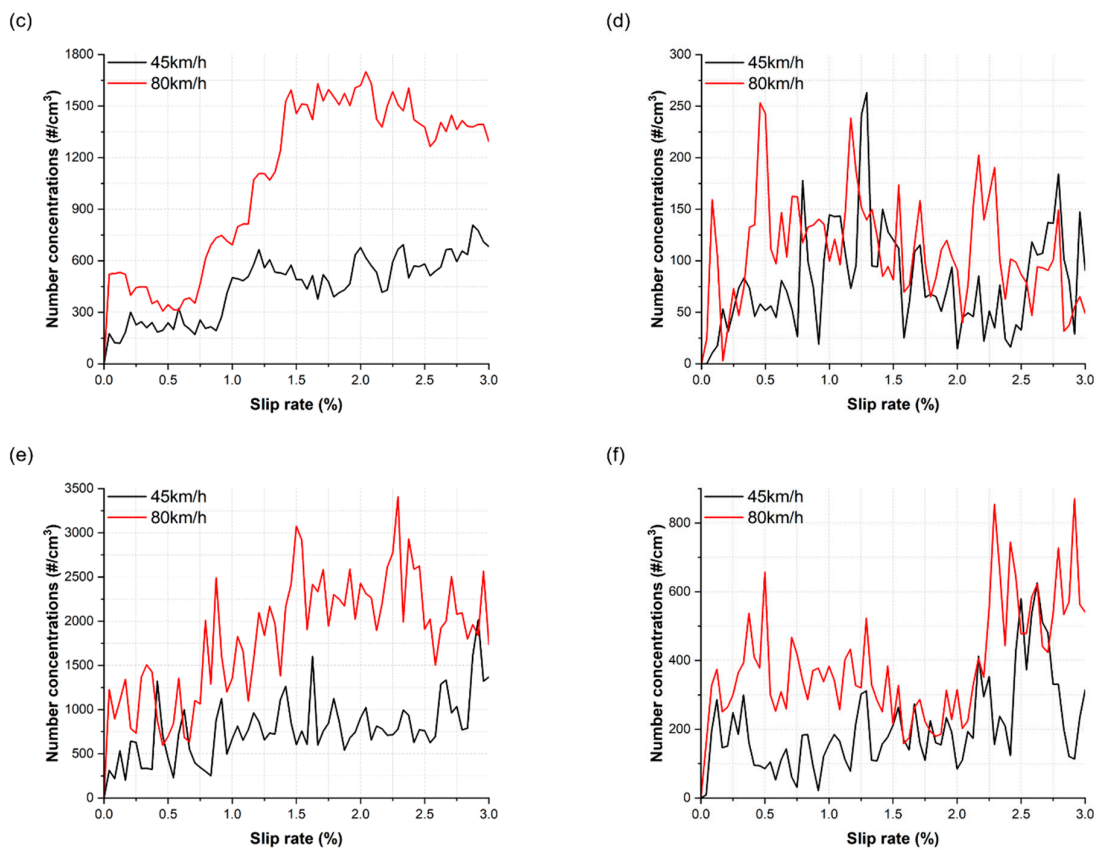 (c)
Number concentrations (#/cm³)
1800
1500
1200
900
600
300
0
45km/h
80km/h
0.0 0.5 1.0 1.5 2.0 2.5 3.0
Slip rate (%)
(d)
Number concentrations (#/cm³)
300
250
200
150
100
50
0
45km/h
80km/h
0.0 0.5 1.0 1.5 2.0 2.5 3.0
Slip rate (%)
(e)
Number concentrations (#/cm³)
3500
3000
2500
2000
1500
1000
500
0
45km/h
80km/h
0.0 0.5 1.0 1.5 2.0 2.5 3.0
Slip rate (%)
(f)
Number concentrations (#/cm³)
800
600
400
200
0
45km/h
80km/h
0.0 0.5 1.0 1.5 2.0 2.5 3.0
Slip rate (%)